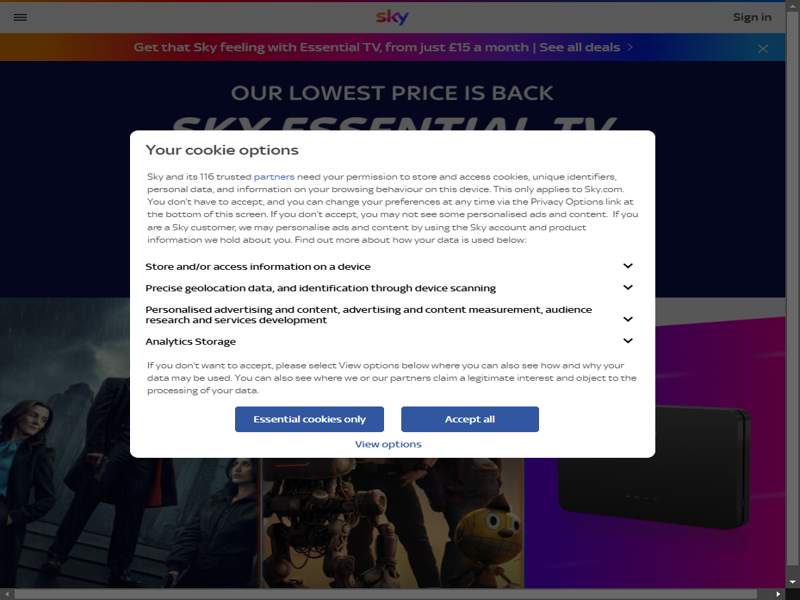 sky
Sign in
Get that Sky feeling with Essential TV, from just £15 a month | See all deals
OUR LOWEST PRICE IS BACK
SKY ESSENTIAL TV
Your cookie options
Sky and its 116 trusted partners need your permission to store and access cookies, unique identifiers,
personal data, and information on your browsing behaviour on this device. This only applies to Sky.com.
You don't have to accept, and you can change your preferences at any time via the Privacy Options link at
the bottom of this screen. If you don't accept, you may not see some personalised ads and content. If you
are a Sky customer, we may personalise ads and content by using the Sky account and product
information we hold about you. Find out more about how your data is used below:
Store and/or access information on a device
Precise geolocation data, and identification through device scanning
Personalised advertising and content, advertising and content measurement, audience
research and services development
Analytics Storage
If you don't want to accept, please select View options below where you can also see how and why your
data may be used. You can also see where we or our partners claim a legitimate interest and object to the
processing of your data.
Essential cookies only
Accept all
View options